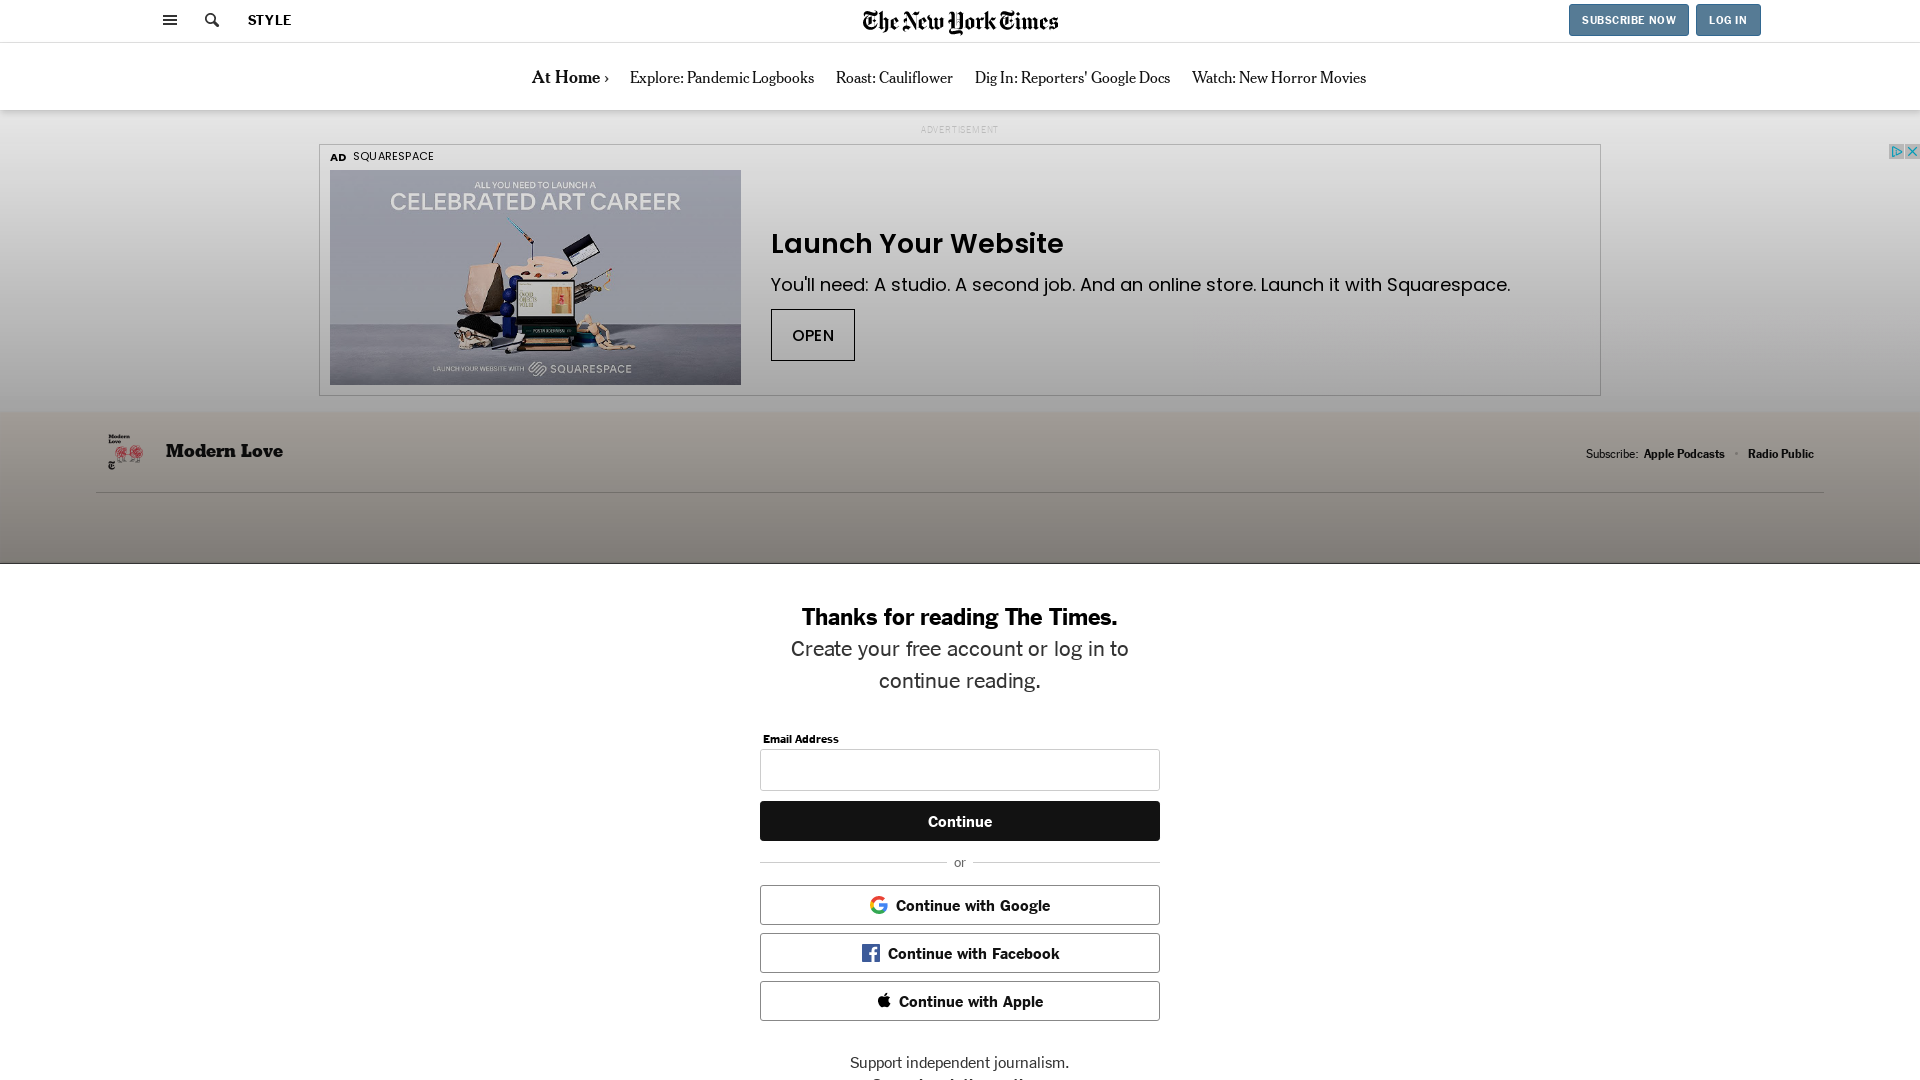 STYLE
The New York Times
SUBSCRIBE NOW
LOG IN
At Home ›
Explore: Pandemic Logbooks
Roast: Cauliflower
Dig In: Reporters' Google Docs
Watch: New Horror Movies
ADVERTISEMENT
AD SQUARESPACE
ALL YOU NEED TO LAUNCH A
CELEBRATED ART CAREER
LAUNCH YOUR WEBSITE WITH SQUARESPACE
Launch Your Website
You'll need: A studio. A second job. And an online store. Launch it with Squarespace.
OPEN
Modern Love
Modern Love
Subscribe: Apple Podcasts • Radio Public
Thanks for reading The Times.
Create your free account or log in to
continue reading.
Email Address
Continue
or
Continue with Google
Continue with Facebook
Continue with Apple
Support independent journalism.